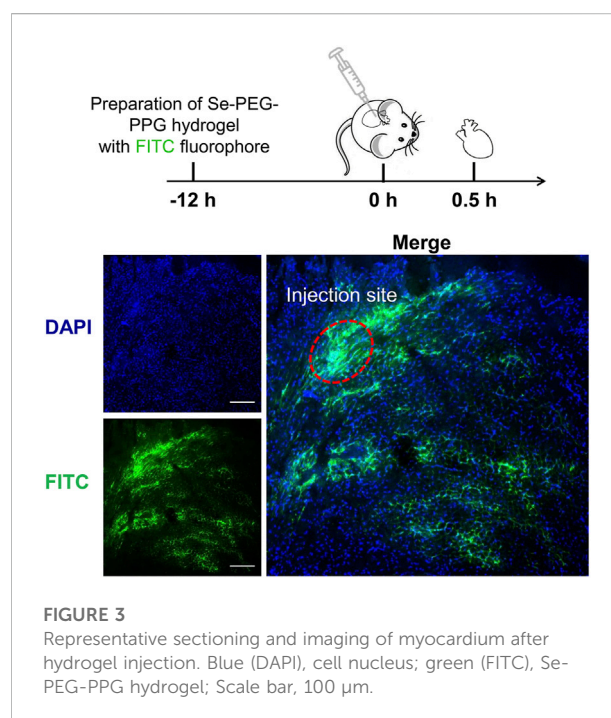 Preparation of Se-PEG-
PPG hydrogel
with FITC fluorophore
-12 h
0 h
0.5 h
Merge
Injection site
DAPI
FITC
FIGURE 3
Representative sectioning and imaging of myocardium after
hydrogel injection. Blue (DAPI), cell nucleus; green (FITC), Se-
PEG-PPG hydrogel; Scale bar, 100 μm.